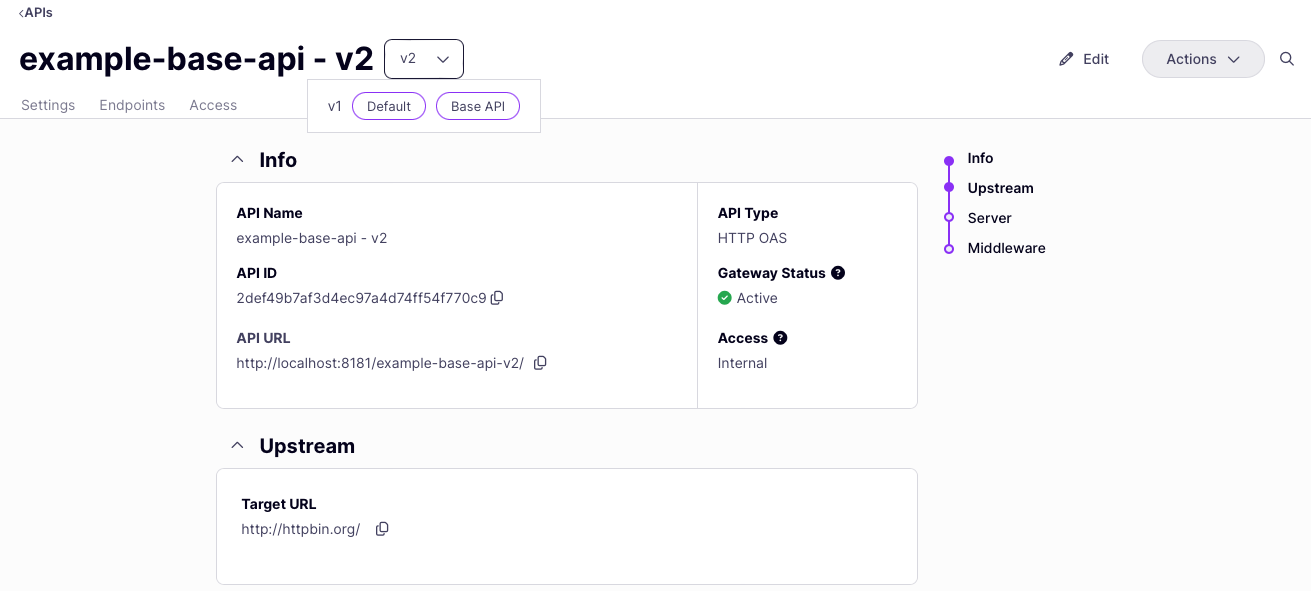 APIs
example-base-api - v2
v2
Edit
Actions
Settings
Endpoints
Access
v1
Default
Base API
Info
API Name
example-base-api - v2
API ID
2def49b7af3d4ec97a4d74ff54f770c9
API URL
http://localhost:8181/example-base-api-v2/
API Type
HTTP OAS
Gateway Status ?
Active
Access ?
Internal
Info
Upstream
Server
Middleware
Upstream
Target URL
http://httpbin.org/